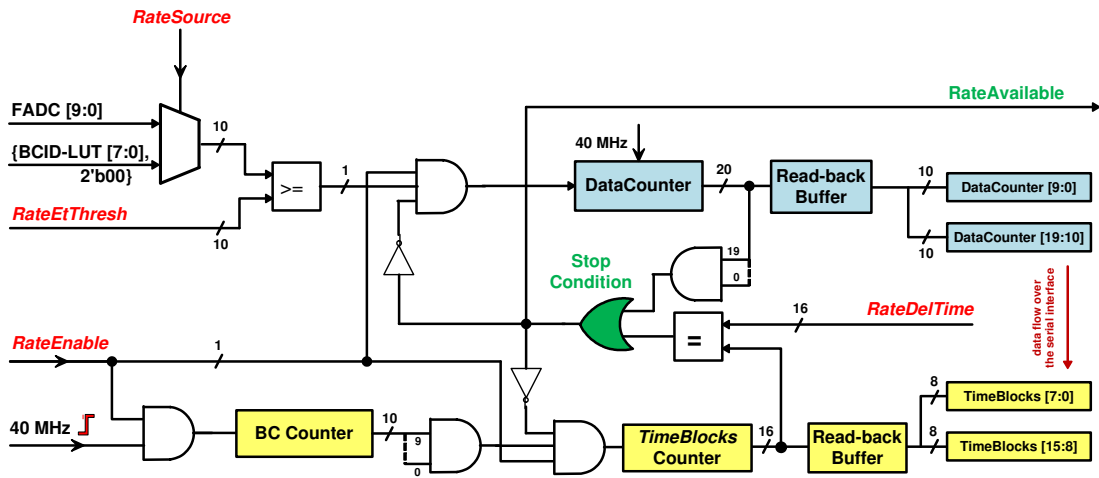 RateSource
FADC [9:0]
10
{BCID-LUT [7:0],
2'b00}
>=
1
RateEtThresh
10
40 MHz
DataCounter
20
Read-back
Buffer
RateAvailable
10
DataCounter [9:0]
10
DataCounter [19:10]
19
0
Stop
Condition
=
16
RateDelTime
data flow over
the serial interface
RateEnable
1
40 MHz
BC Counter
10
9
0
TimeBlocks
Counter
16
Read-back
Buffer
8
TimeBlocks [7:0]
8
TimeBlocks [15:8]